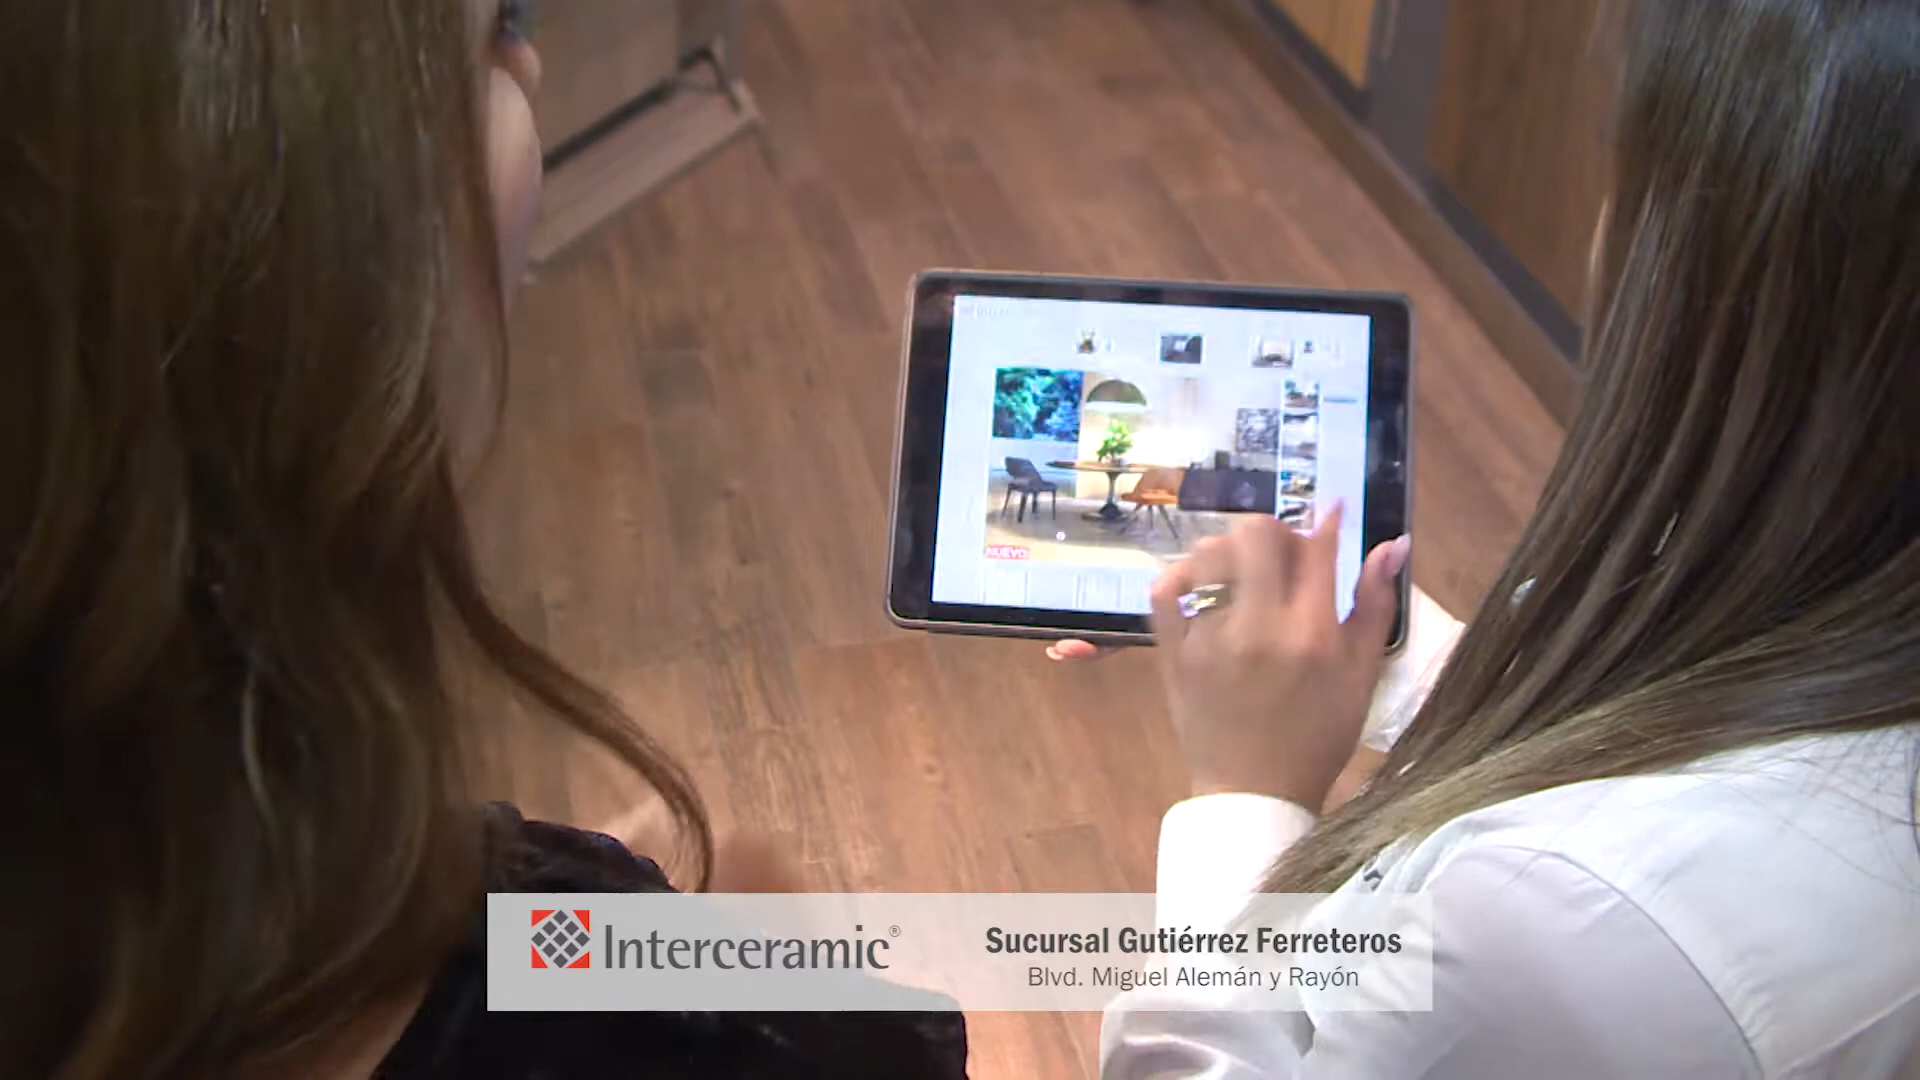 NUEVO
Interceramic®
Sucursal Gutiérrez Ferreteros
Blvd. Miguel Alemán y Rayón